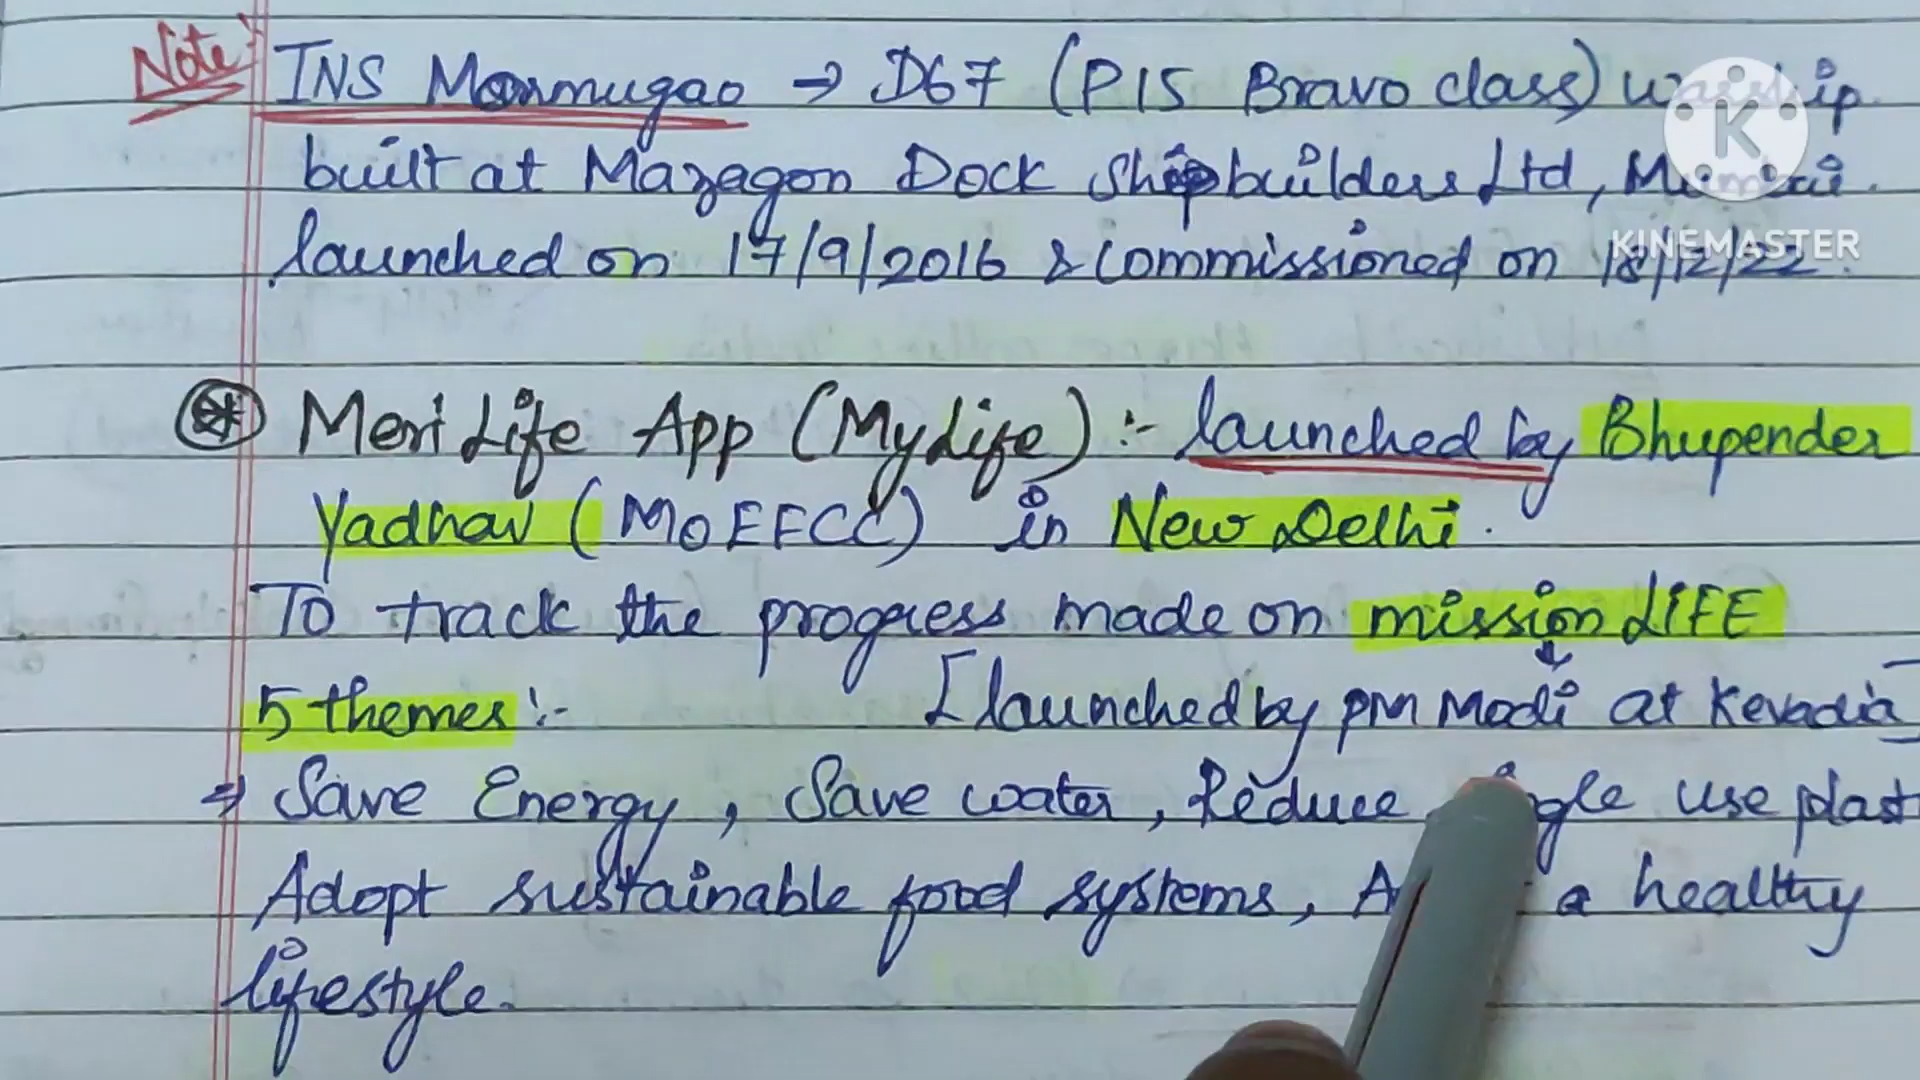 Note: INS Mormugao → D67 (P15 Bravo class) warship
built at Mazagon Dock Shipbuilders Ltd, Mumbai.
launched on 17/9/2016 & Commissioned on 18/12/22.
KINEMASTER
Meri Life App (My Life) :- launched by Bhupender
Yadhav (MoEFCC) in New Delhi.
To track the progress made on mission LIFE
5 themes :- [launched by PM Modi at Kevadia]
⇒ Save Energy, Save water, Reduce use plast
Adopt sustainable food systems, a healthy
lifestyle.